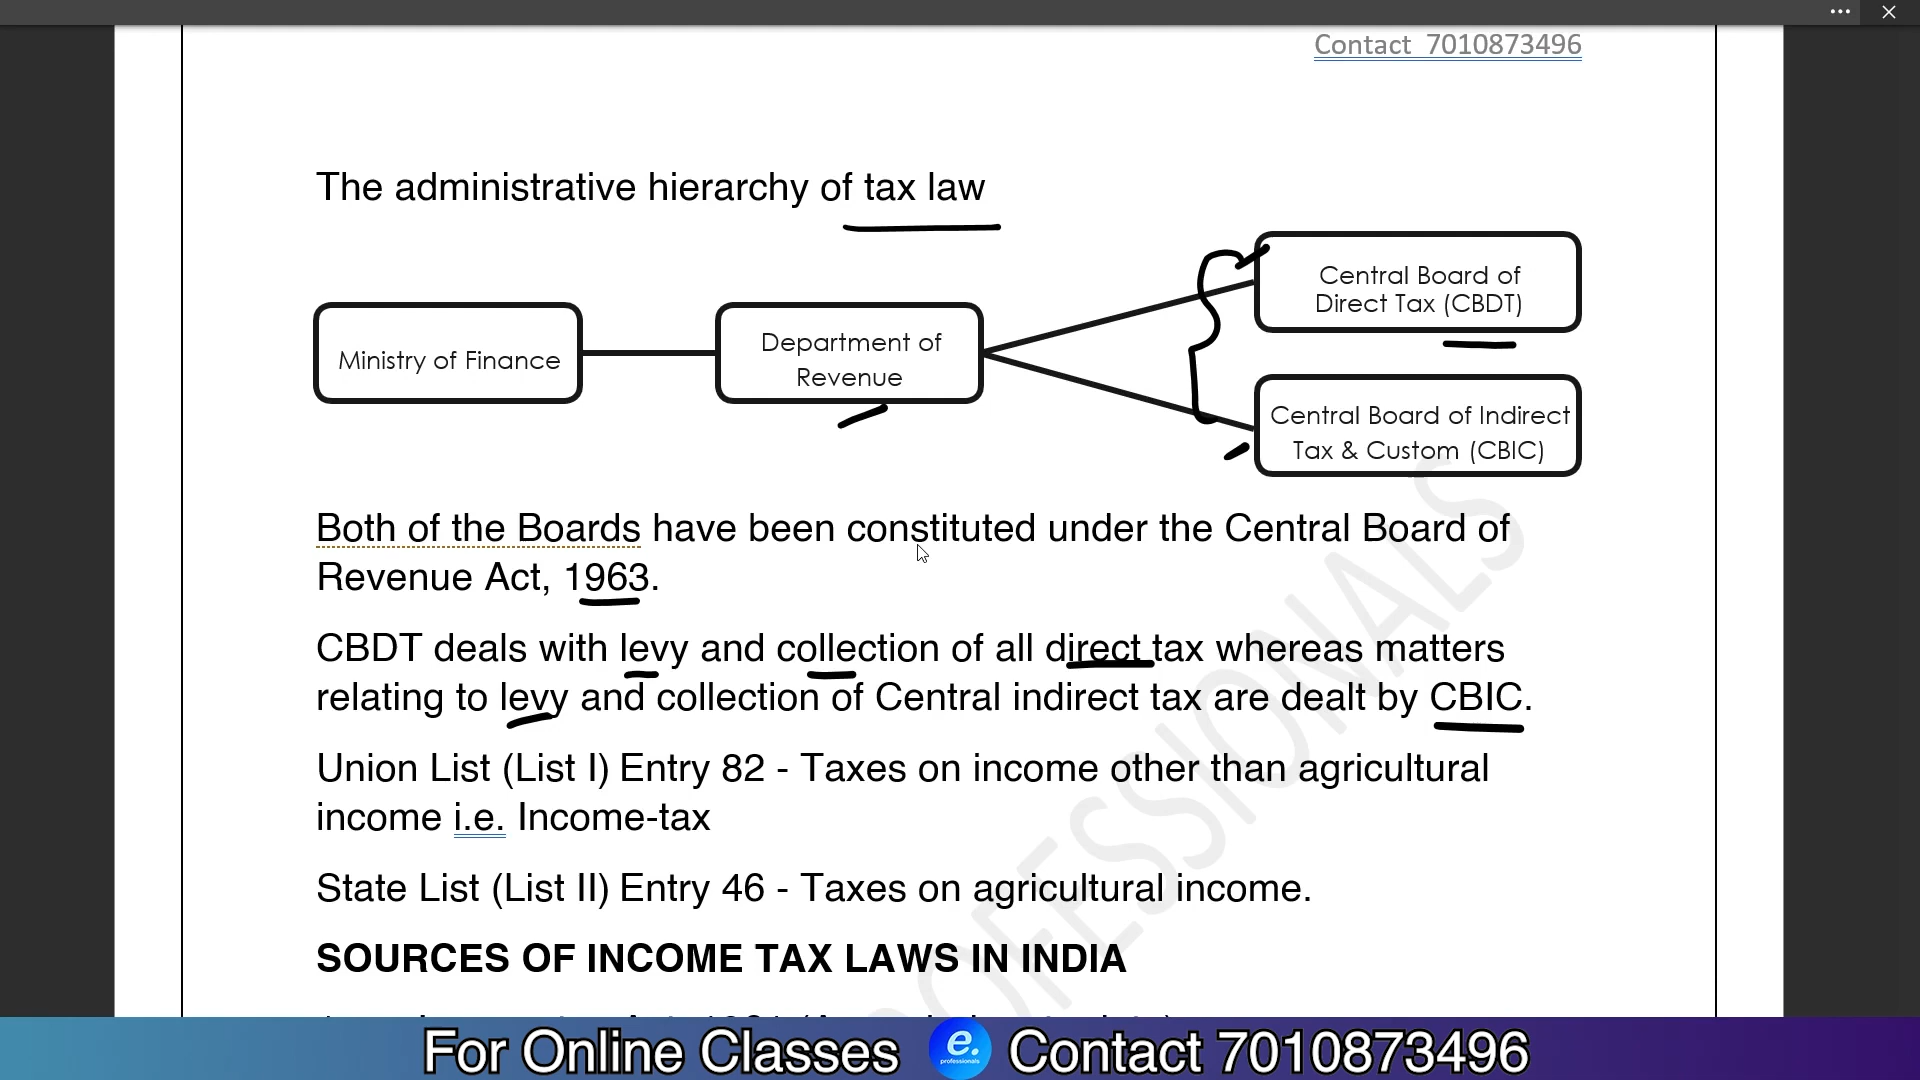 Contact  7010873496
The administrative hierarchy of tax law
Ministry of Finance
Department of
Revenue
Central Board of
Direct Tax (CBDT)
Central Board of Indirect
Tax & Custom (CBIC)
Both of the Boards have been constituted under the Central Board of
Revenue Act, 1963.
CBDT deals with levy and collection of all direct tax whereas matters
relating to levy and collection of Central indirect tax are dealt by CBIC.
Union List (List I) Entry 82 - Taxes on income other than agricultural
income i.e. Income-tax
State List (List II) Entry 46 - Taxes on agricultural income.
SOURCES OF INCOME TAX LAWS IN INDIA
For Online Classes e. professionals Contact 7010873496